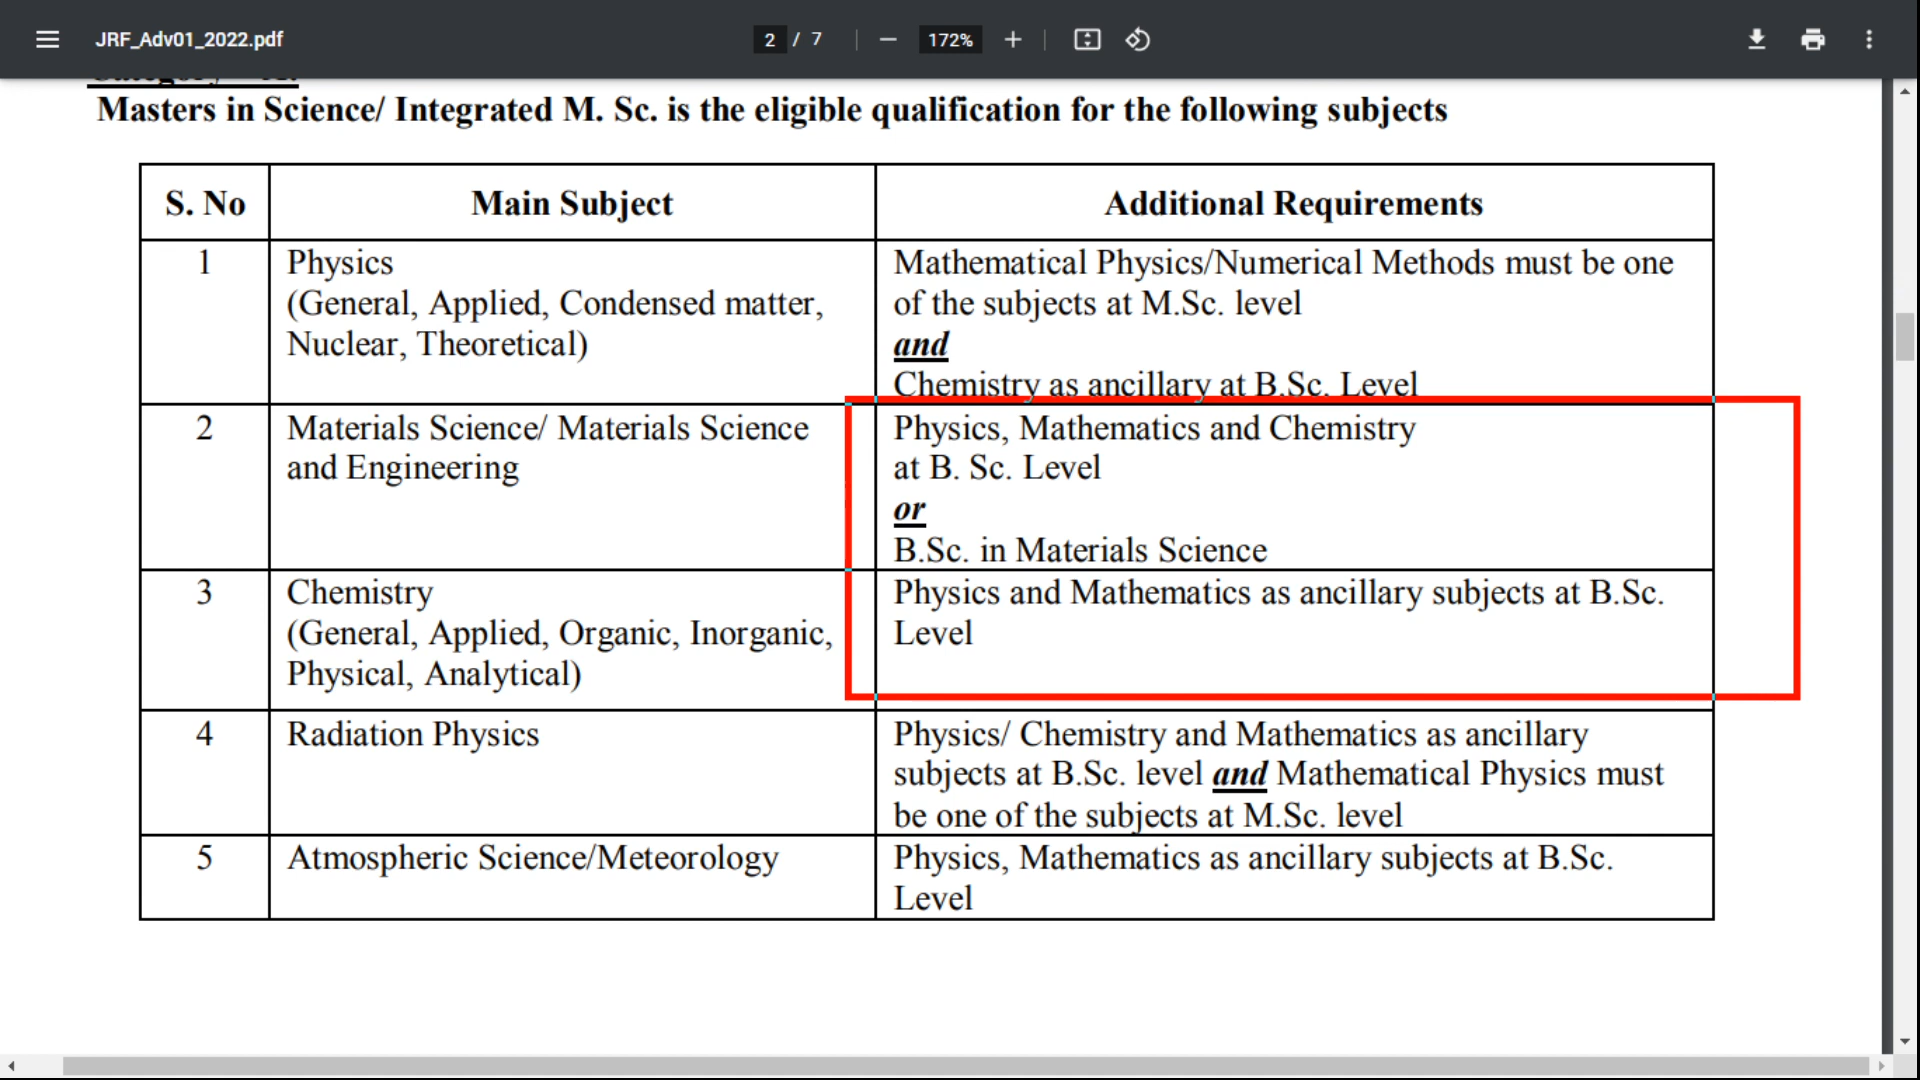 JRF_Adv01_2022.pdf
2 / 7
172%
Masters in Science/ Integrated M. Sc. is the eligible qualification for the following subjects
S. No
Main Subject
Additional Requirements
1
Physics
(General, Applied, Condensed matter,
Nuclear, Theoretical)
Mathematical Physics/Numerical Methods must be one
of the subjects at M.Sc. level
and
Chemistry as ancillary at B.Sc. Level
2
Materials Science/ Materials Science
and Engineering
Physics, Mathematics and Chemistry
at B. Sc. Level
or
B.Sc. in Materials Science
3
Chemistry
(General, Applied, Organic, Inorganic,
Physical, Analytical)
Physics and Mathematics as ancillary subjects at B.Sc.
Level
4
Radiation Physics
Physics/ Chemistry and Mathematics as ancillary
subjects at B.Sc. level and Mathematical Physics must
be one of the subjects at M.Sc. level
5
Atmospheric Science/Meteorology
Physics, Mathematics as ancillary subjects at B.Sc.
Level